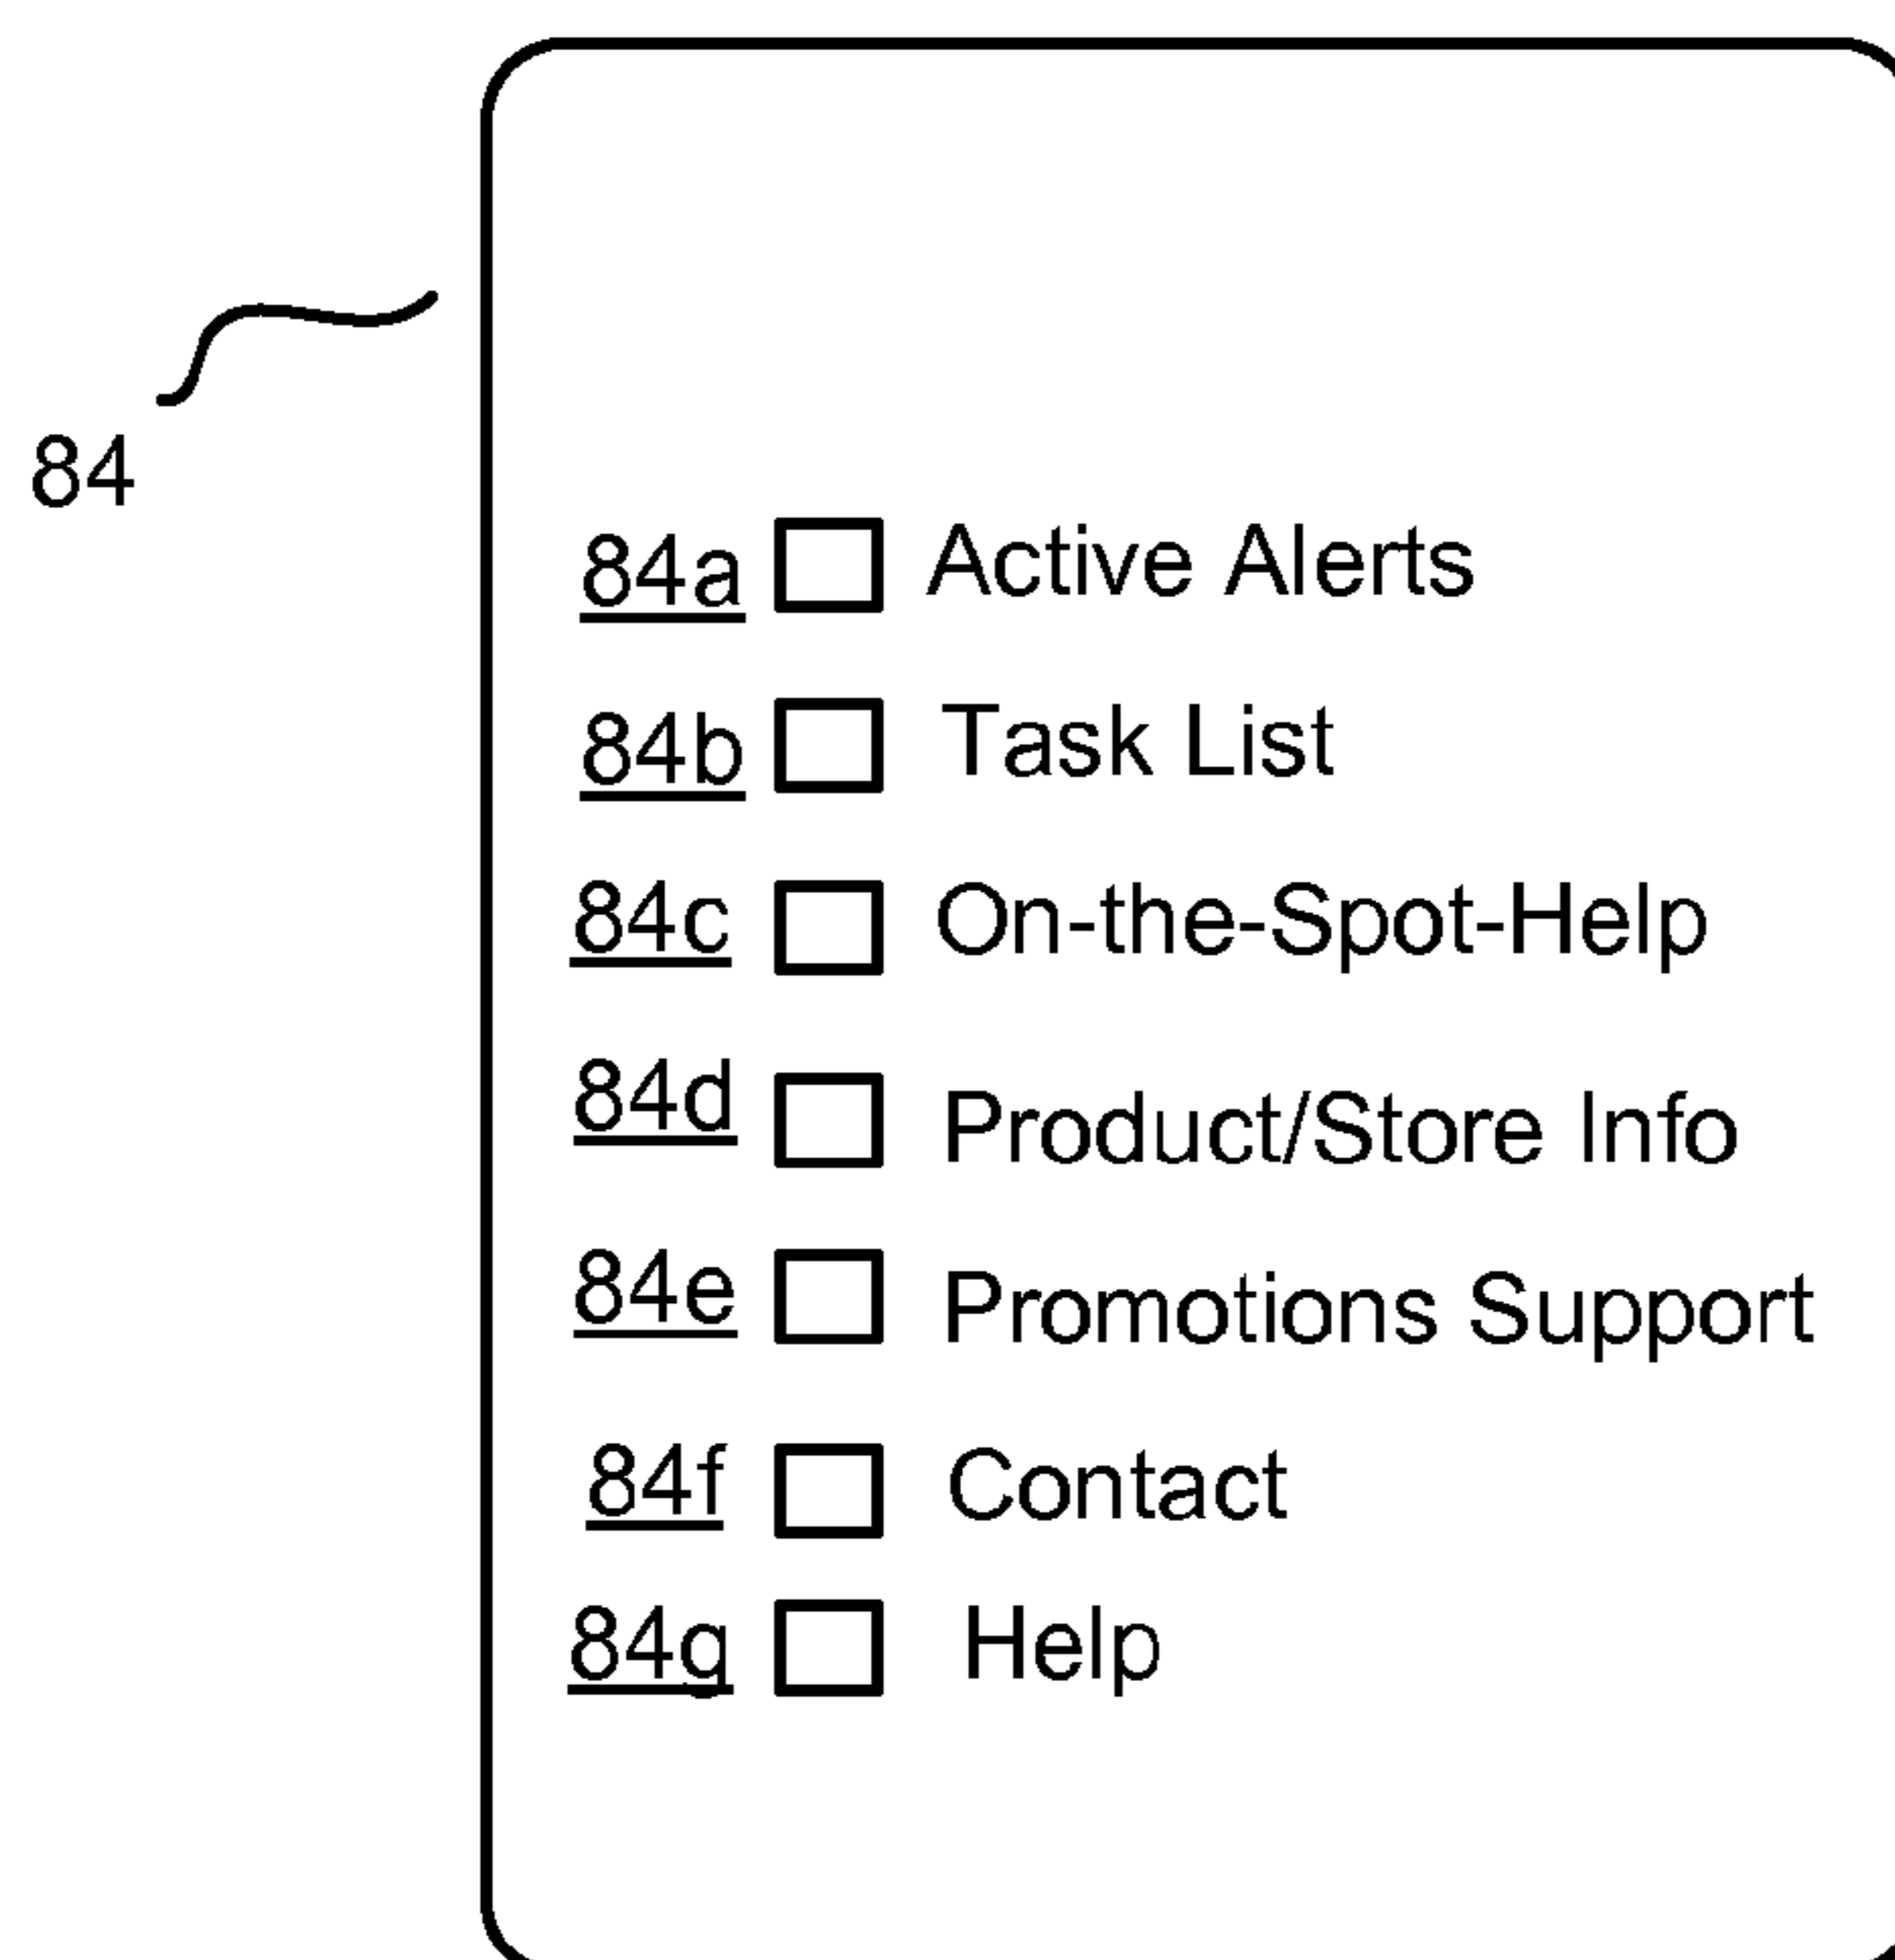 84
84a Active Alerts
84b Task List
84c On-the-Spot-Help
84d Product/Store Info
84e Promotions Support
84f Contact
84g Help